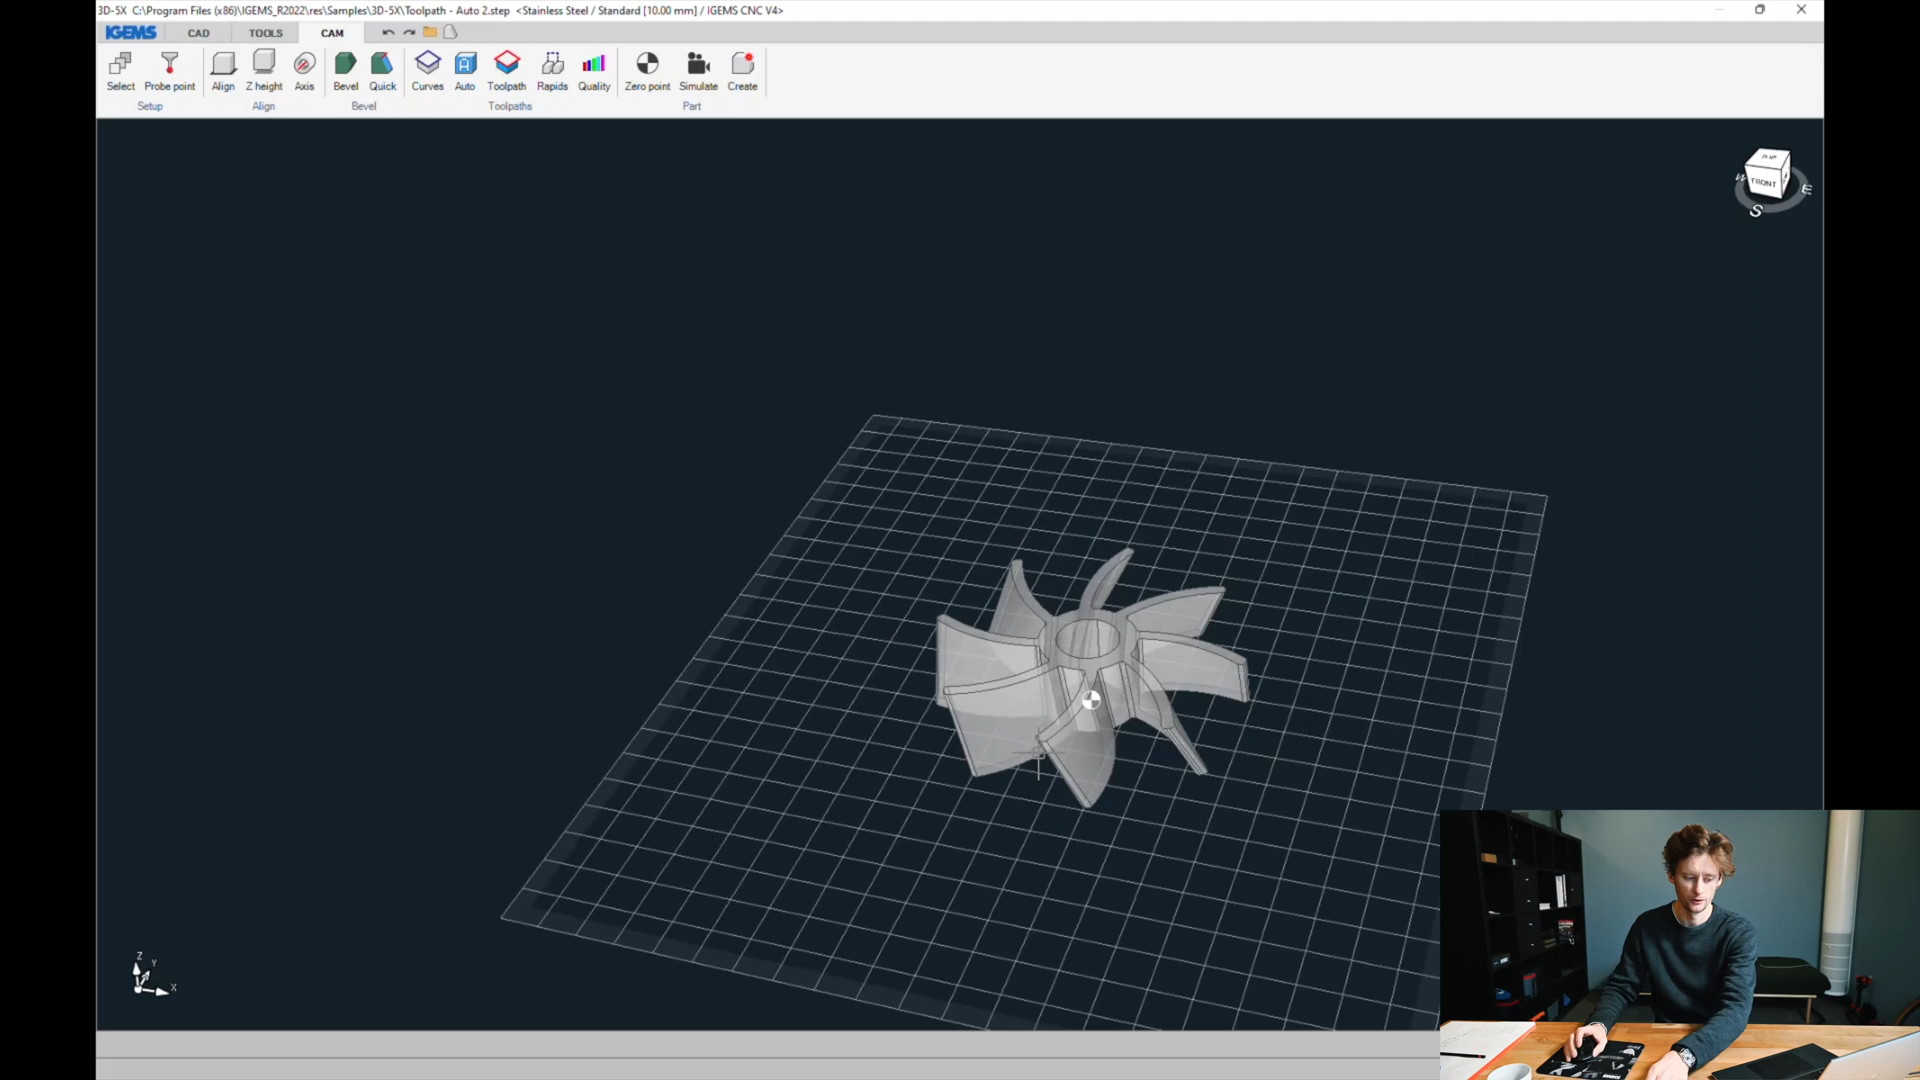 3D-5X C:\Program Files (x86)\IGEMS_R2022\res\Samples\3D-5X\Toolpath - Auto 2.step <Stainless Steel / Standard [10.00 mm] / IGEMS CNC V4>
IGEMS CAD TOOLS CAM
Select Probe point Align Z height Axis Bevel Quick Curves Auto Toolpath Rapids Quality Zero point Simulate Create
Setup Align Bevel Toolpaths Part
FRONT
W
E
S
Z
Y
X